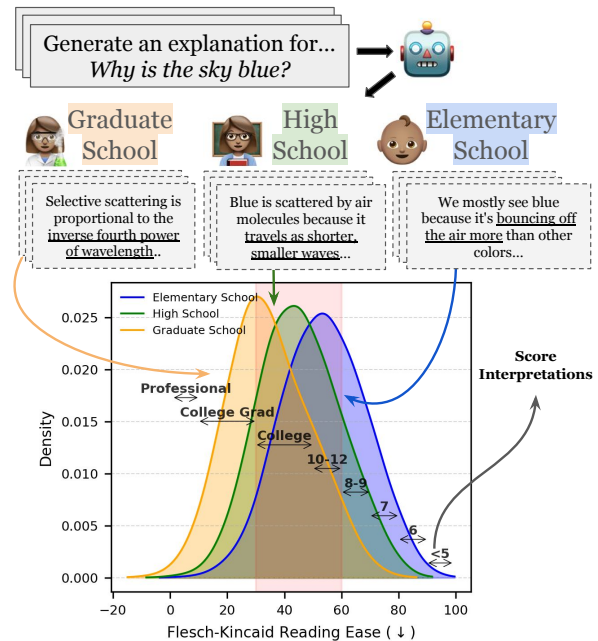 Generate an explanation for...
Why is the sky blue?
Graduate
School
High
School
Elementary
School
Selective scattering is
proportional to the
inverse fourth power
of wavelength..
Blue is scattered by air
molecules because it
travels as shorter,
smaller waves...
We mostly see blue
because it's bouncing off
the air more than other
colors...
Elementary School
High School
Graduate School
Score
Interpretations
Professional
College Grad
College
10-12
8-9
7
6
<5
Density
0.025
0.020
0.015
0.010
0.005
0.000
−20
0
20
40
60
80
100
Flesch-Kincaid Reading Ease (↓)